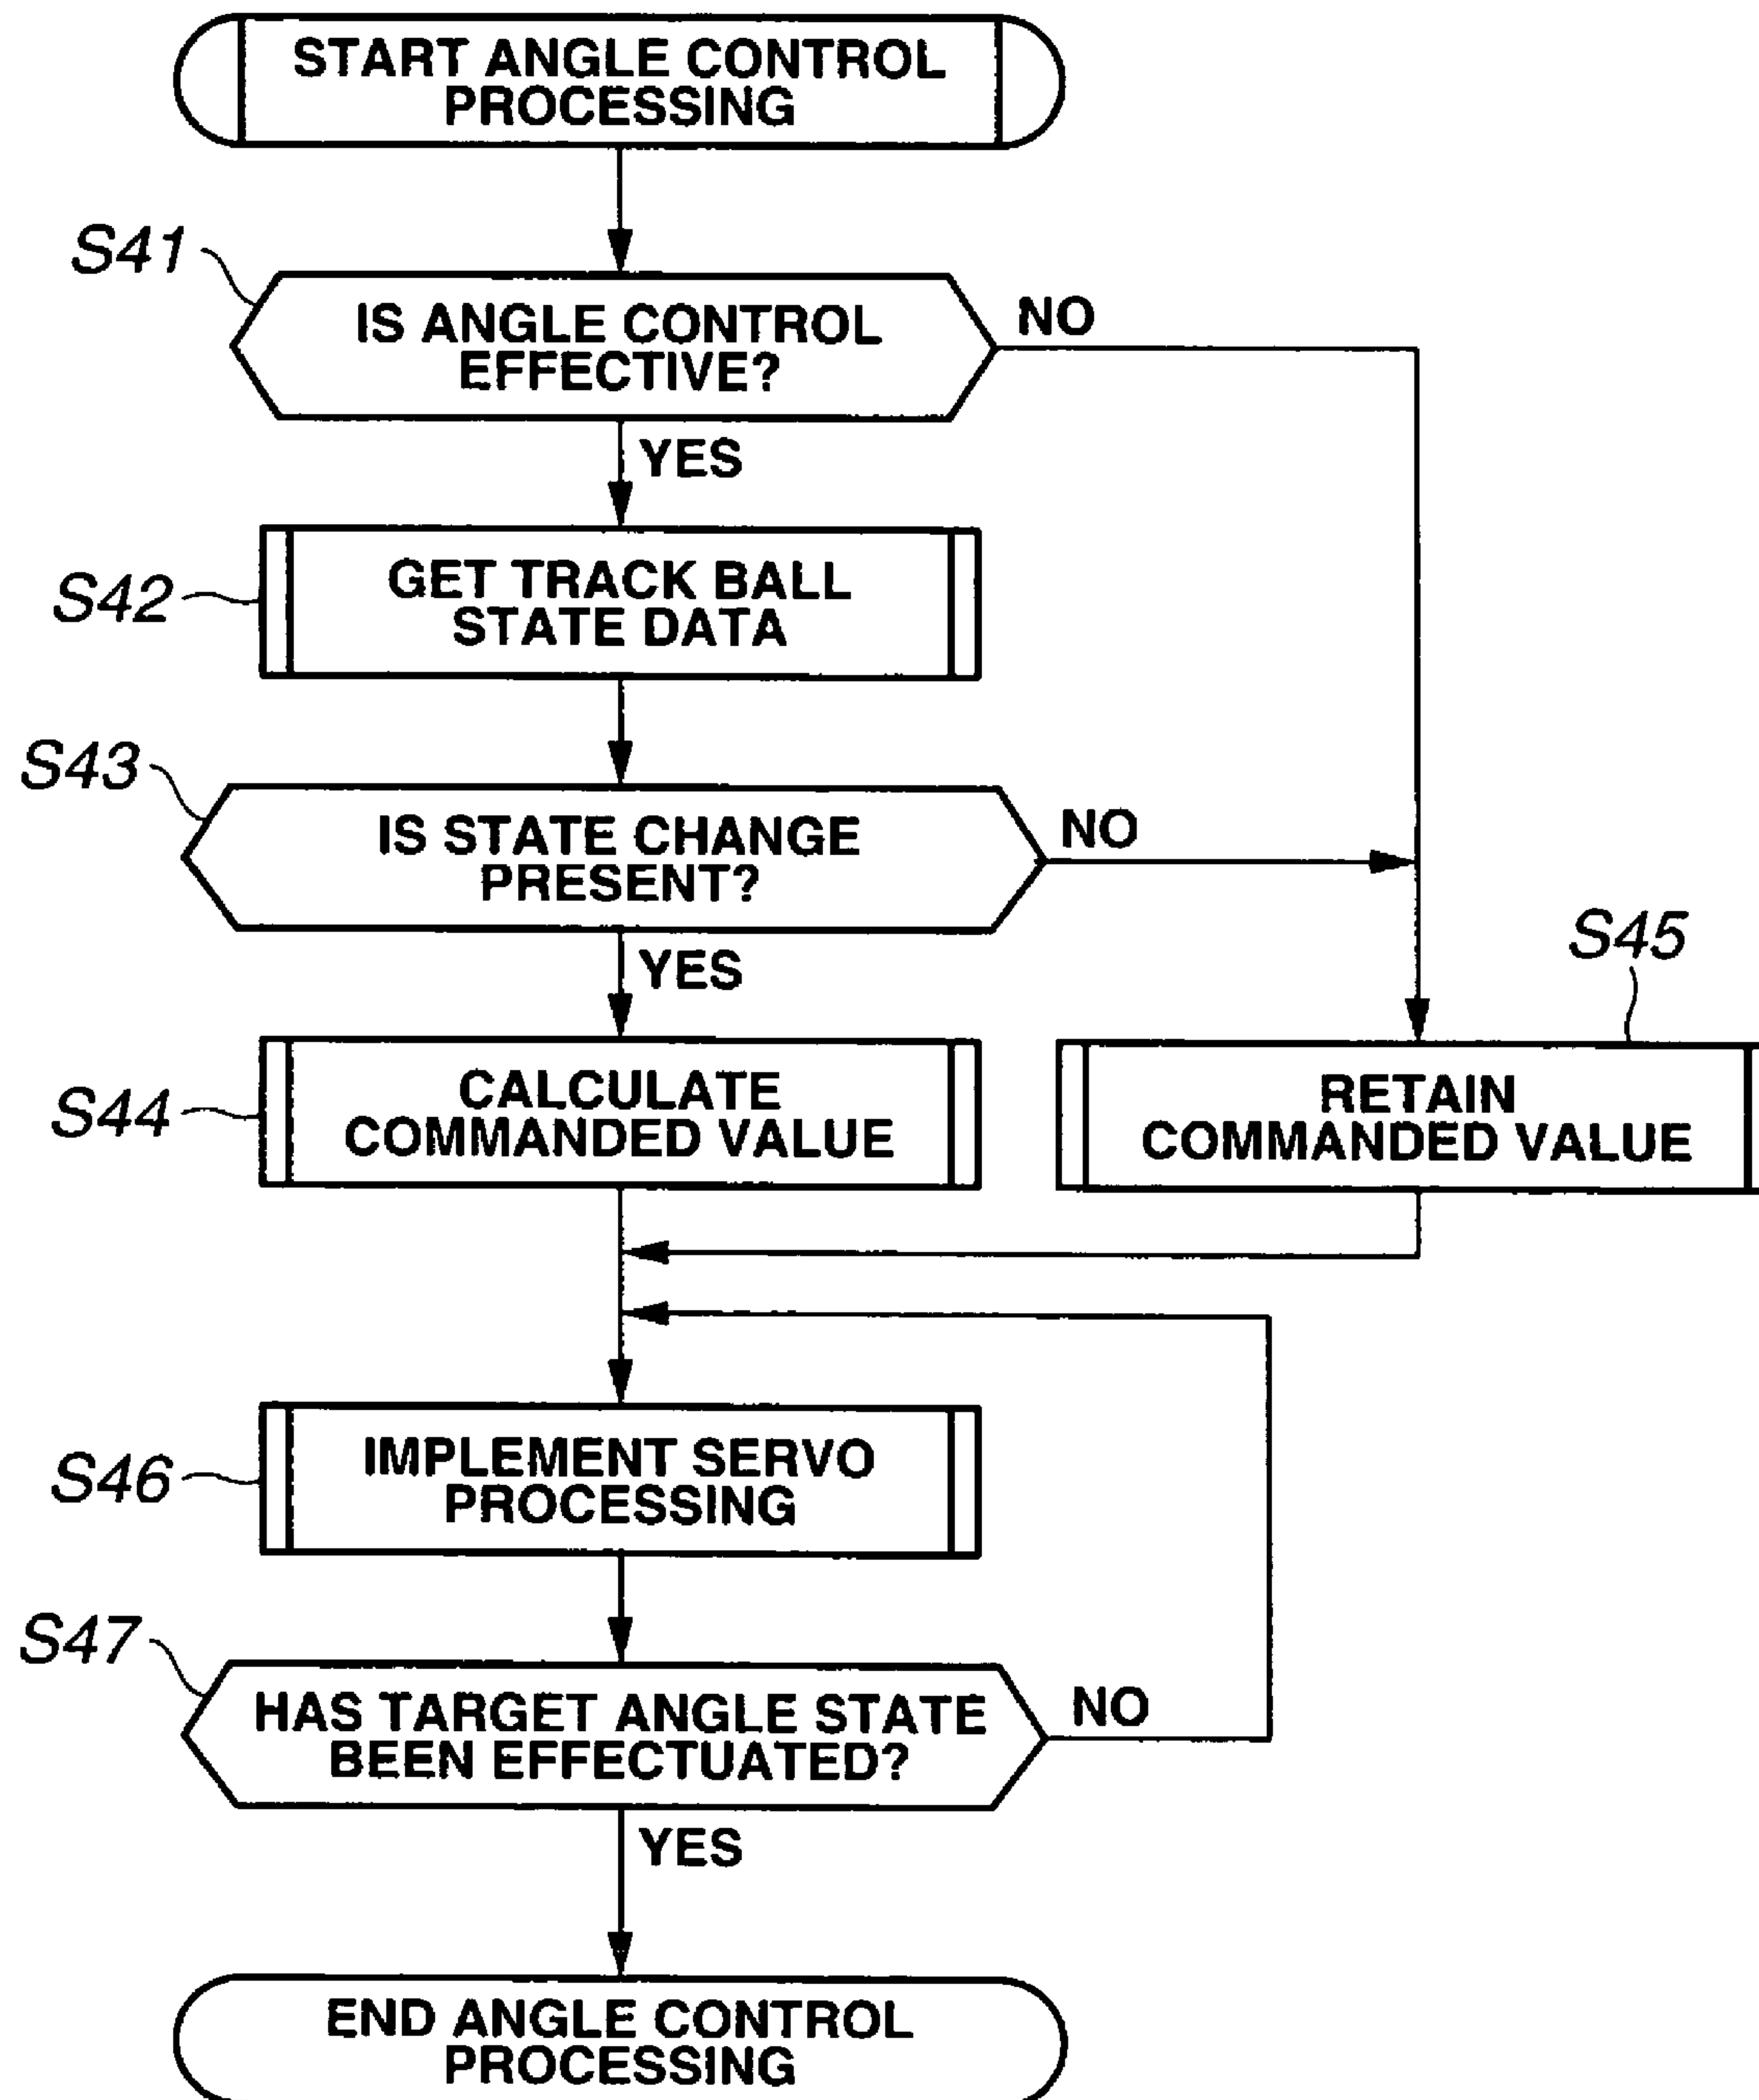 START ANGLE CONTROL
PROCESSING
S41
IS ANGLE CONTROL
EFFECTIVE?
NO
YES
S42
GET TRACK BALL
STATE DATA
S43
IS STATE CHANGE
PRESENT?
NO
YES
S44
CALCULATE
COMMANDED VALUE
S45
RETAIN
COMMANDED VALUE
S46
IMPLEMENT SERVO
PROCESSING
S47
HAS TARGET ANGLE STATE
BEEN EFFECTUATED?
NO
YES
END ANGLE CONTROL
PROCESSING